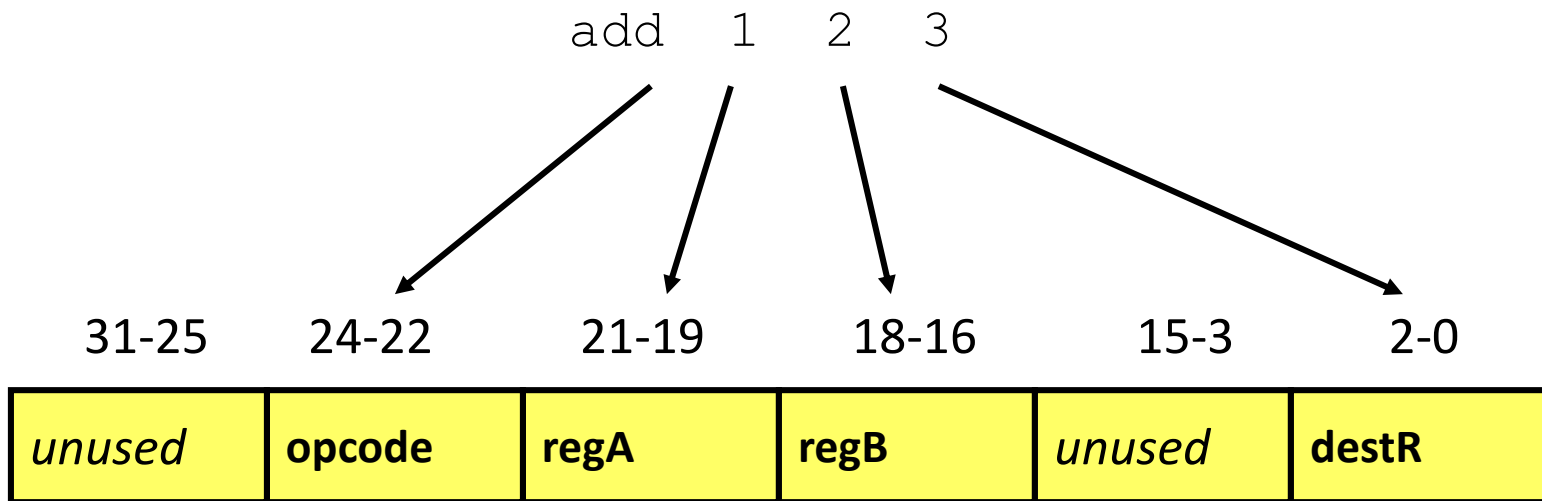 add 1 2 3
31-25 24-22 21-19 18-16 15-3 2-0
unused opcode regA regB unused destR